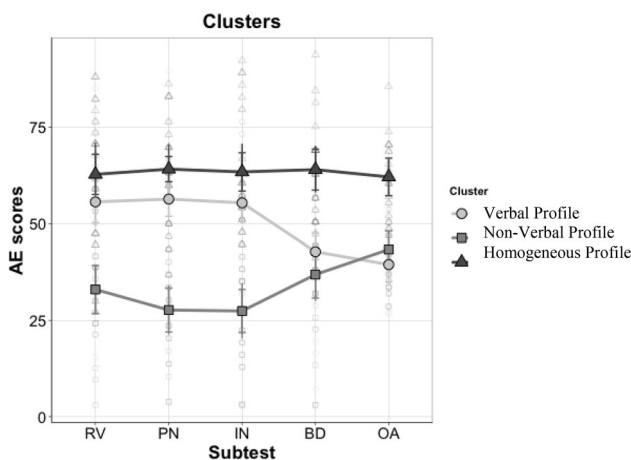 Clusters
AE scores
75
50
25
0
RV PN IN BD OA
Subtest
Cluster
Verbal Profile
Non-Verbal Profile
Homogeneous Profile